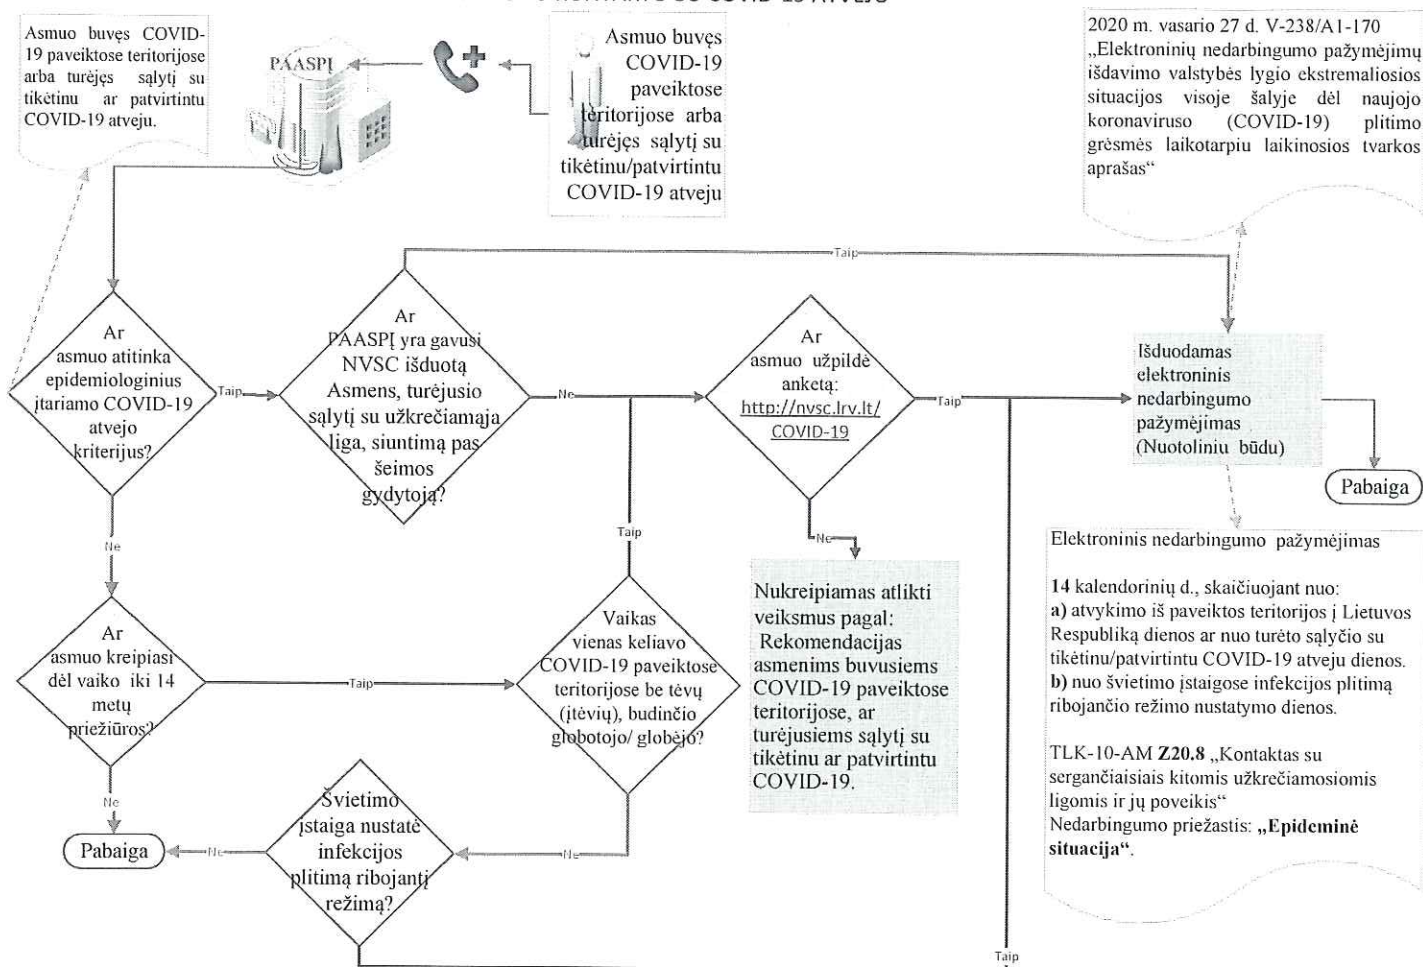 Asmuo buvęs COVID-
19 paveiktose teritorijose
arba turėjęs sąlytį su
tikėtinu ar patvirtintu
COVID-19 atveju.
PAASPĮ
Asmuo buvęs
COVID-19
paveiktose
teritorijose arba
turėjęs sąlytį su
tikėtinu/patvirtintu
COVID-19 atveju
2020 m. vasario 27 d. V-238/A1-170
„Elektroninių nedarbingumo pažymėjimų
išdavimo valstybės lygio ekstremaliosios
situacijos visoje šalyje dėl naujojo
koronaviruso (COVID-19) plitimo
grėsmės laikotarpiu laikinosios tvarkos
aprašas“
Taip
Ar
asmuo atitinka
epidemiologinius
įtariamo COVID-19
atvejo
kriterijus?
Taip
Ar
PAASPĮ yra gavusi
NVSC išduotą
Asmens, turėjusio
sąlytį su užkrečiamąja
liga, siuntimą pas
šeimos
gydytoją?
Ne
Ar
asmuo užpildė
anketą:
http://nvsc.lrv.lt/
COVID-19
Taip
Išduodamas
elektroninis
nedarbingumo
pažymėjimas
(Nuotoliniu būdu)
Pabaiga
Ne
Taip
Ne
Ar
asmuo kreipiasi
dėl vaiko iki 14
metų
priežiūros?
Taip
Vaikas
vienas keliavo
COVID-19 paveiktose
teritorijose be tėvų
(įtėvių), budinčio
globotojo/ globėjo?
Nukreipiamas atlikti
veiksmus pagal:
Rekomendacijas
asmenims buvusiems
COVID-19 paveiktose
teritorijose, ar
turėjusiems sąlytį su
tikėtinu ar patvirtintu
COVID-19.
Elektroninis nedarbingumo pažymėjimas
14 kalendorinių d., skaičiuojant nuo:
a) atvykimo iš paveiktos teritorijos į Lietuvos
Respubliką dienos ar nuo turėto sąlyčio su
tikėtinu/patvirtintu COVID-19 atveju dienos.
b) nuo švietimo įstaigose infekcijos plitimą
ribojančio režimo nustatymo dienos.
TLK-10-AM Z20.8 „Kontaktas su
sergančiaisiais kitomis užkrečiamosiomis
ligomis ir jų poveikis“
Nedarbingumo priežastis: „Epideminė
situacija“.
Ne
Pabaiga
Ne
Švietimo
įstaiga nustatė
infekcijos
plitimą ribojantį
režimą?
Ne
Taip